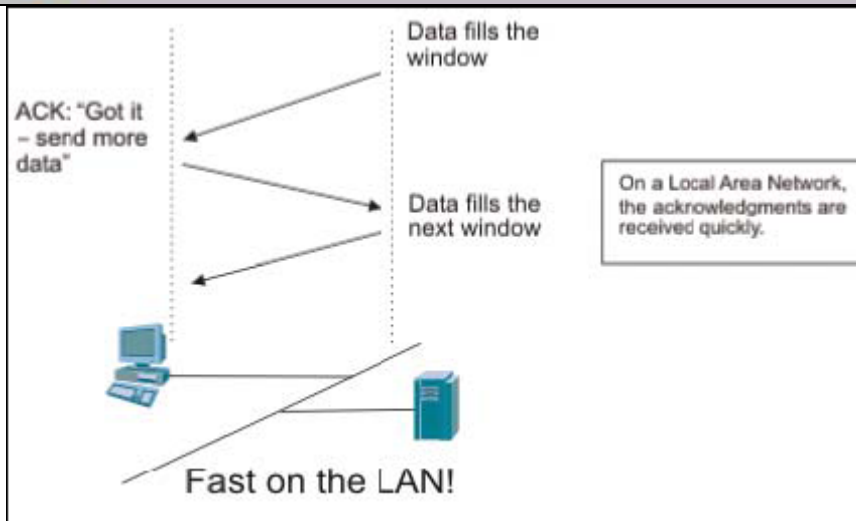 Data fills the
window
ACK: “Got it
– send more
data”
Data fills the
next window
On a Local Area Network,
the acknowledgments are
received quickly.
Fast on the LAN!